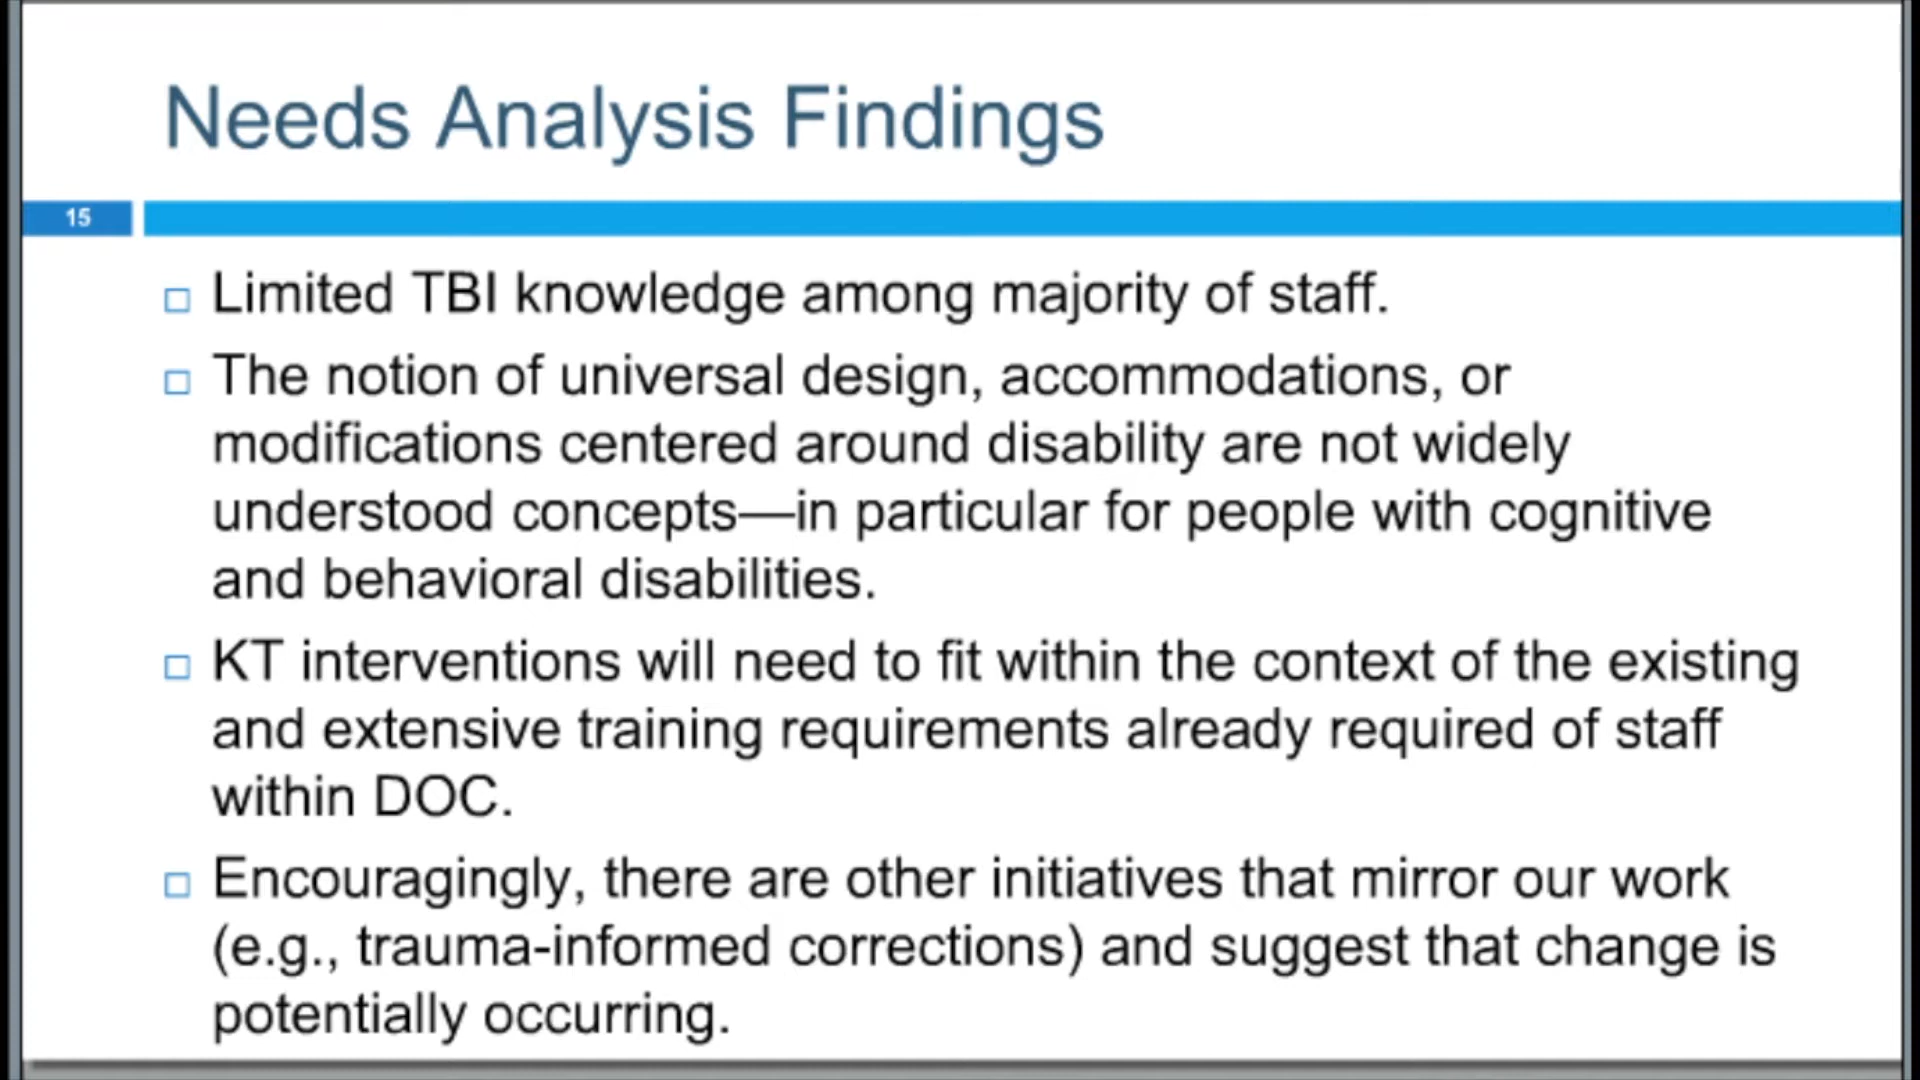 Needs Analysis Findings
15
Limited TBI knowledge among majority of staff.
The notion of universal design, accommodations, or
modifications centered around disability are not widely
understood concepts—in particular for people with cognitive
and behavioral disabilities.
KT interventions will need to fit within the context of the existing
and extensive training requirements already required of staff
within DOC.
Encouragingly, there are other initiatives that mirror our work
(e.g., trauma-informed corrections) and suggest that change is
potentially occurring.